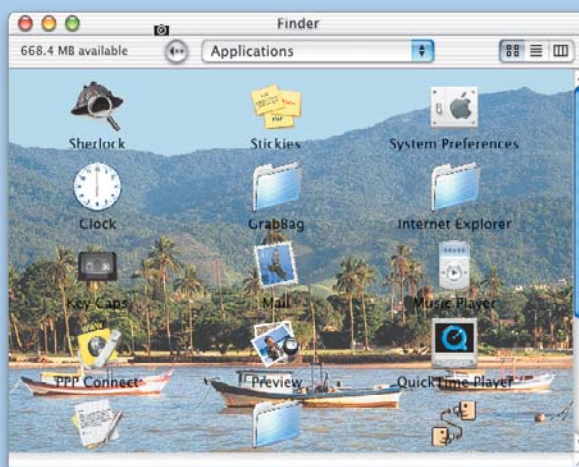 Finder
668.4 MB available
Applications
Sherlock
Stickies
System Preferences
Clock
GrabBag
Internet Explorer
Key Caps
Mail
Music Player
WWW
PPP Connect
Preview
QuickTime Player